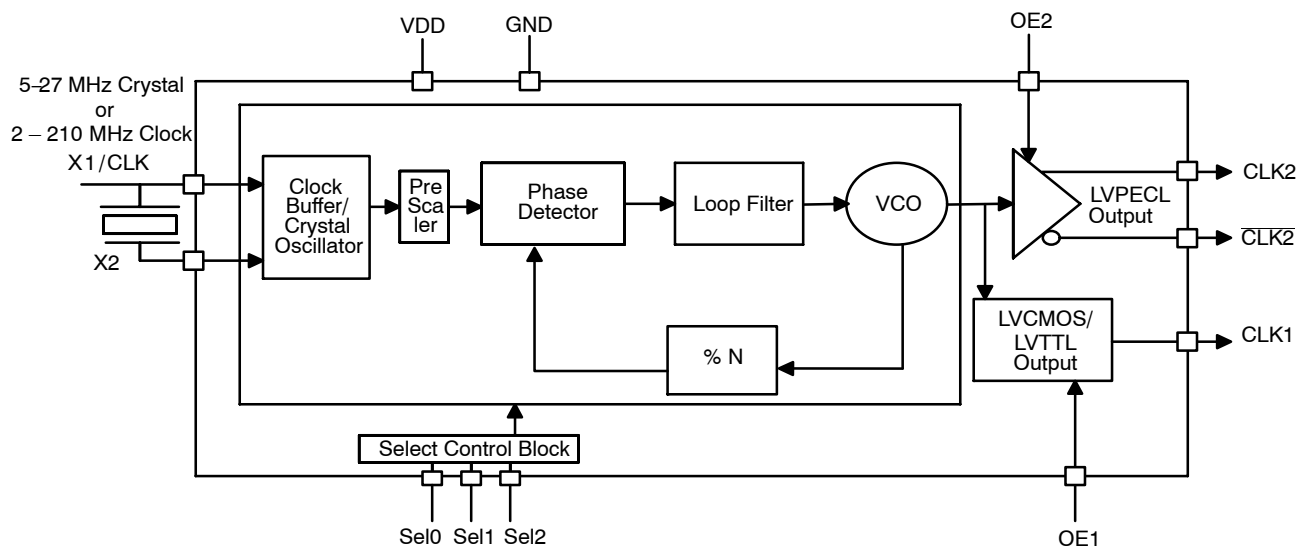 VDD
GND
OE2
5–27 MHz Crystal
or
2 – 210 MHz Clock
X1/CLK
X2
Clock
Buffer/
Crystal
Oscillator
Pre
Sca
ler
Phase
Detector
Loop Filter
VCO
% N
LVPECL
Output
CLK2
C̅L̅K̅2̅
LVCMOS/
LVTTL
Output
CLK1
Select Control Block
Sel0
Sel1
Sel2
OE1